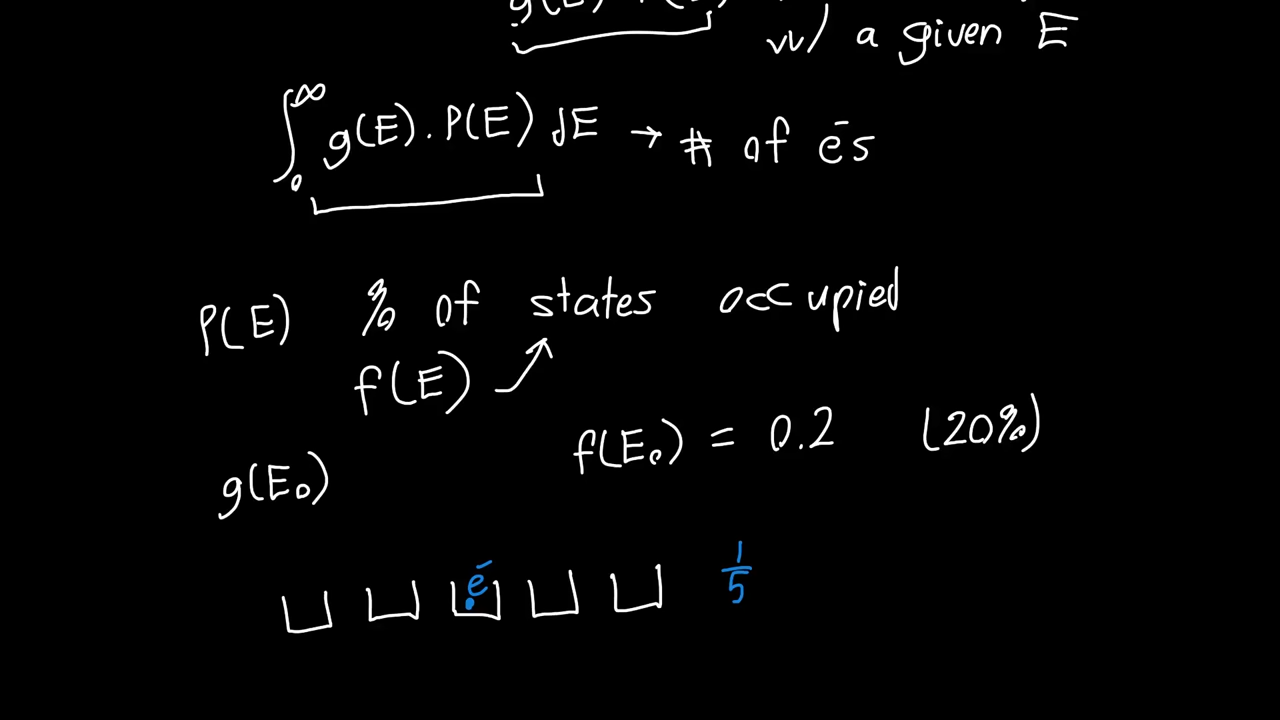 w/ a given E
∫₀^∞ g(E) . P(E) dE → # of e⁻s
P(E) % of states occupied
f(E)
f(E₀) = 0.2 (20%)
g(E₀)
e⁻
1/5